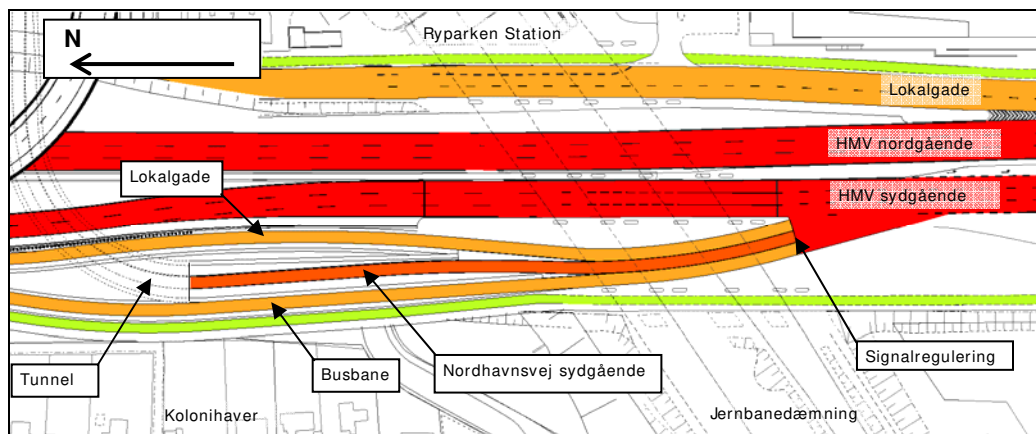 N
Ryparken Station
Lokalgade
HMV nordgående
Lokalgade
HMV sydgående
Tunnel
Busbane
Nordhavnsvej sydgående
Signalregulering
Kolonihaver
Jernbanedæmning